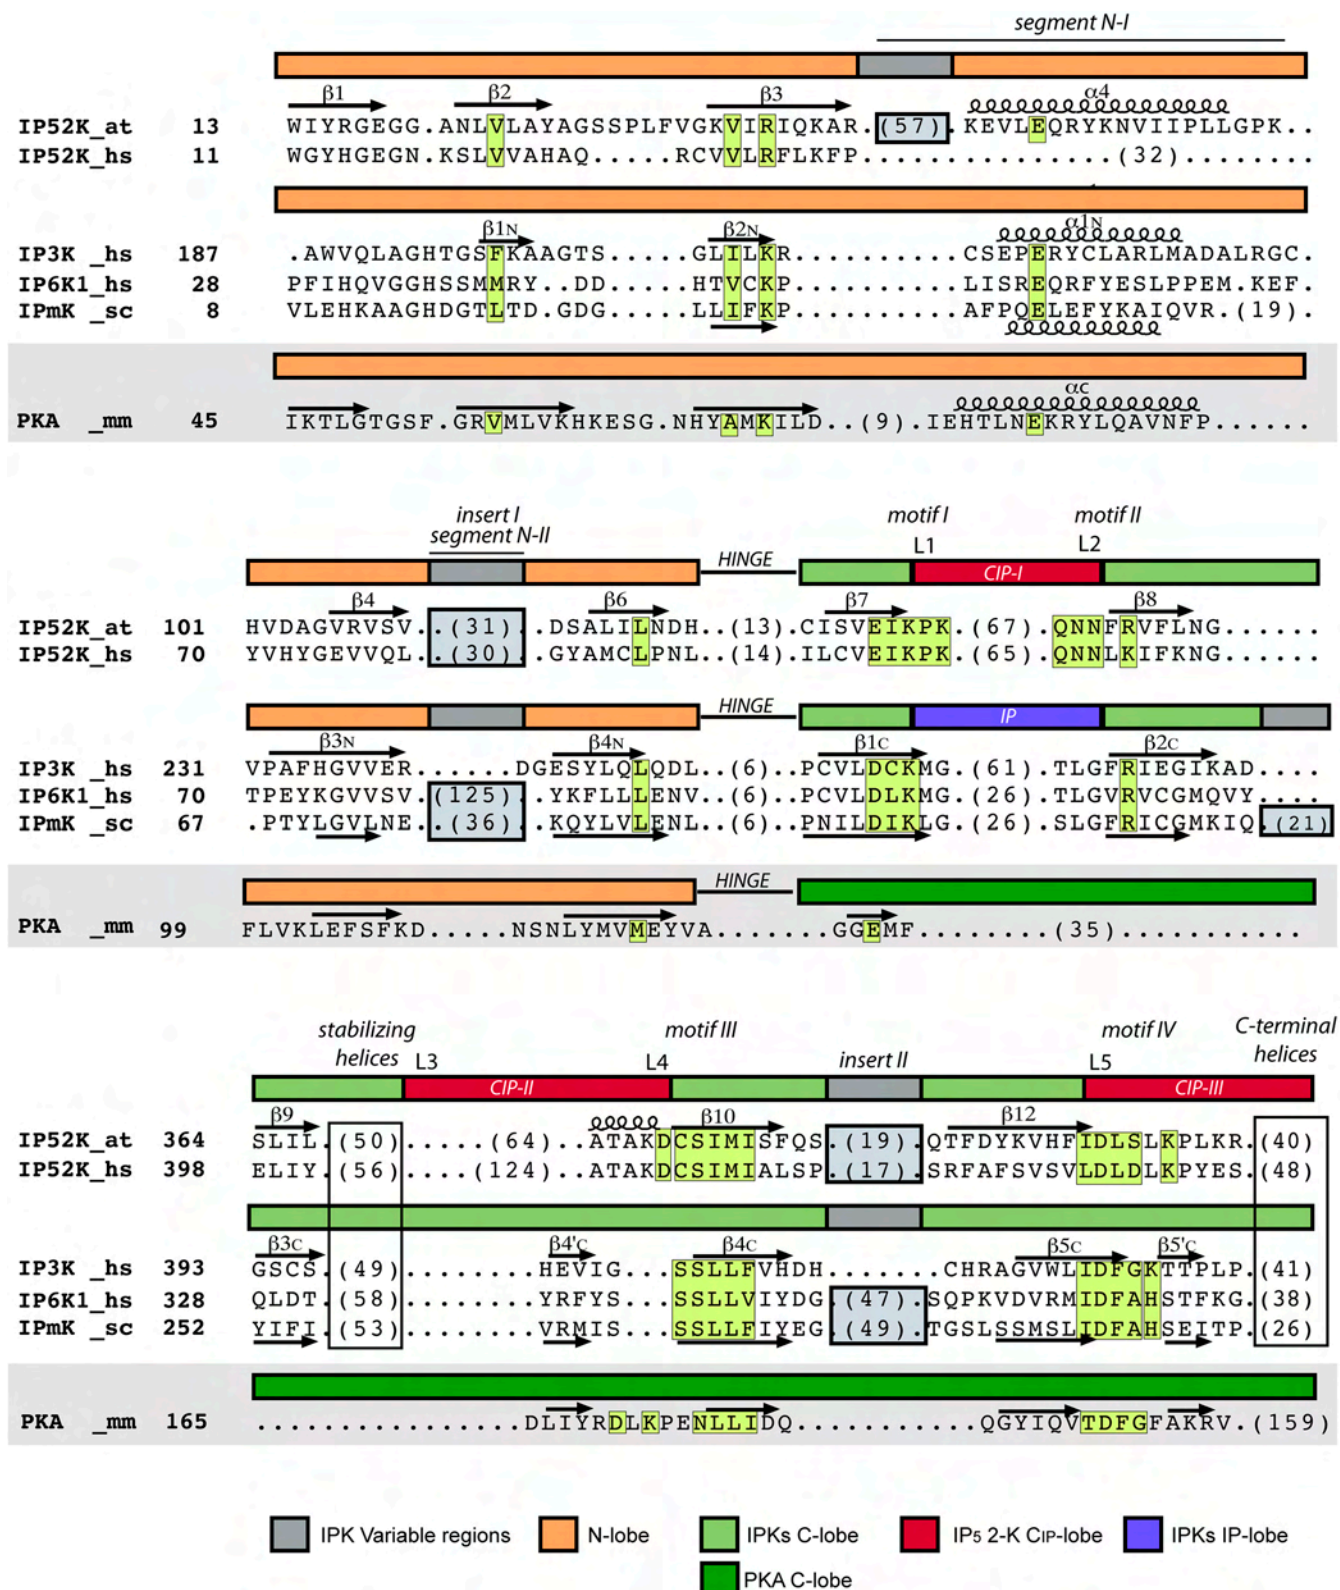 segment N-I
β1 β2 β3 α4
IP52K_at 13 WIYRGEGG.ANLVLAYAGSSPLFVGKVIRIQKAR.(57).KEVLEQRYKNVIIPLLGPK..
IP52K_hs 11 WGYHGEGN.KSLVVAHAQ.....RCVVLRFLKFP................(32)........
β1N β2N α1N
IP3K _hs 187 .AWVQLAGHTGSFKAAGTS.....GLILKR...........CSEPERYCLARLMADALRGC.
IP6K1_hs 28 PFIHQVGGHSSMMRY..DD.....HTVCKP...........LISREQRFYESLPPEM.KEF.
IPmK _sc 8 VLEHKAAGHDGTLTD.GDG.....LLIFKP...........AFPQELEFYKAIQVR.(19).
αC
PKA _mm 45 IKTLGTGSF.GRVMLVKHKESG.NHYAMKILD..(9).IEHTLNEKRYLQAVNFP......
insert I
segment N-II
motif I motif II
L1 L2
HINGE CIP-I
β4 β6 β7 β8
IP52K_at 101 HVDAGVRVSV..(31)..DSALILNDH..(13).CISVEIKPK.(67).QNNFRVFLNG......
IP52K_hs 70 YVHYGEVVQL..(30)..GYAMCLPNL..(14).ILCVEIKPK.(65).QNNLKIFKNG......
HINGE IP
β3N β4N β1C β2C
IP3K _hs 231 VPAFHGVVER......DGESYLQLQDL..(6)..PCVLDCKMG.(61).TLGFRIEGIKAD....
IP6K1_hs 70 TPEYKGVVSV.(125)..YKFLLLENV..(6)..PCVLDLKMG.(26).TLGVRVCGMQVY....
IPmK _sc 67 .PTYLGVLNE..(36)..KQYLVLENL..(6)..PNILDIKLG.(26).SLGFRICGMKIQ.(21)
HINGE
PKA _mm 99 FLVKLEFSFKD.....NSNLYMVMEYVA.......GGEMF........(35)............
stabilizing
helices
motif III insert II motif IV C-terminal
helices
L3 L4 L5
CIP-II CIP-III
β9 β10 β12
IP52K_at 364 SLIL.(50).....(64)..ATAKDCSIMISFQS.(19).QTFDYKVHFIDLSLKPLKR.(40)
IP52K_hs 398 ELIY.(56)....(124)..ATAKDCSIMIALSP.(17).SRFAFSVSVLDLDLKPYES.(48)
β3C β4'C β4C β5C β5'C
IP3K _hs 393 GSCS.(49).........HEVIG...SSLLFVHDH........CHRAGVWLIDFGKTTPLP.(41)
IP6K1_hs 328 QLDT.(58).........YRFYS...SSLLVIYDG.(47).SQPKVDVRMIDFAHSTFKG.(38)
IPmK _sc 252 YIFI.(53).........VRMIS...SSLLFIYEG.(49).TGSLSSMSLIDFAHSEITP.(26)
PKA _mm 165 .................DLIYRDLKPENLLIDQ............QGYIQVTDFGFAKRV.(159)
IPK Variable regions N-lobe IPKs C-lobe IP5 2-K CIP-lobe IPKs IP-lobe
PKA C-lobe